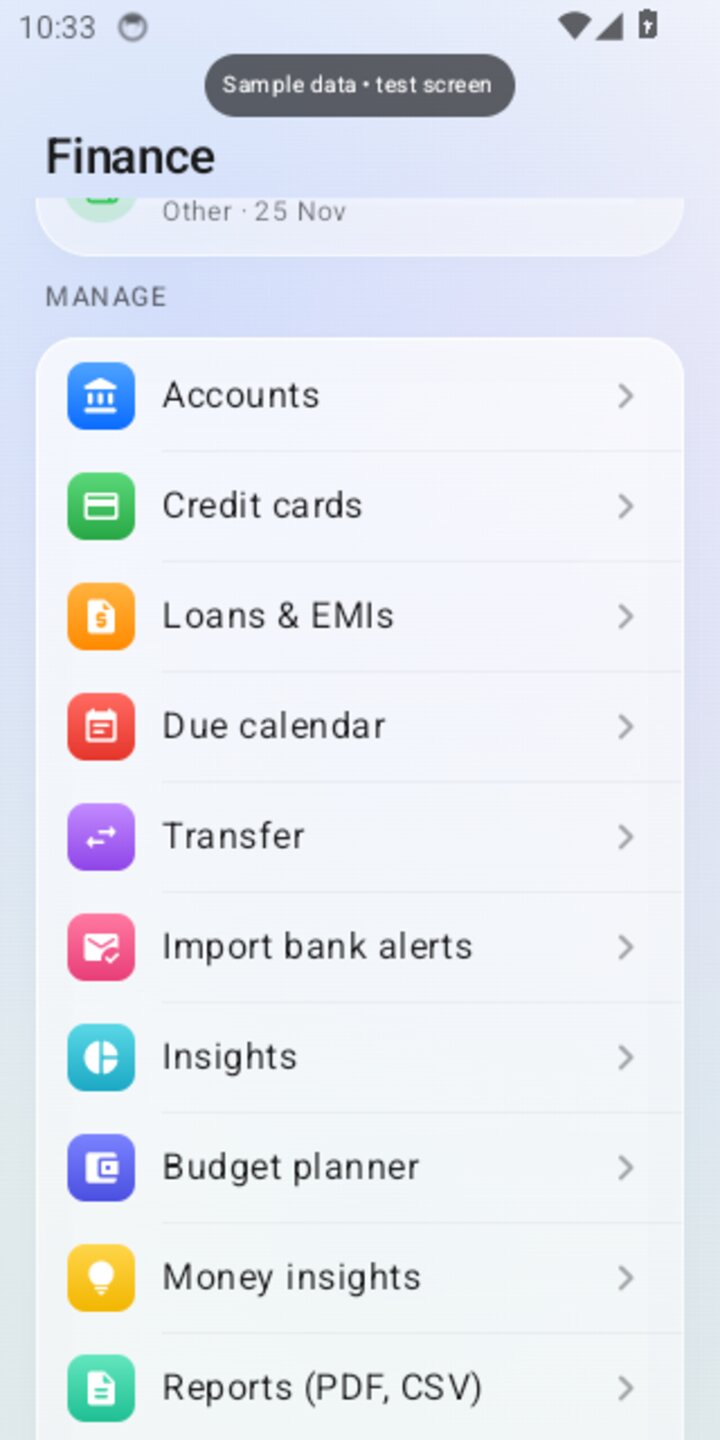 10:33
Sample data • test screen
Finance
Other · 25 Nov
MANAGE
Accounts
Credit cards
Loans & EMIs
Due calendar
Transfer
Import bank alerts
Insights
Budget planner
Money insights
Reports (PDF, CSV)